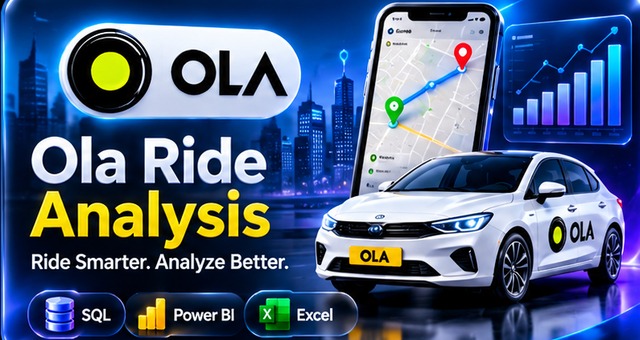 OLA
Ola Ride
Analysis
Ride Smarter. Analyze Better.
SQL
Power BI
Excel
OLA
OLA